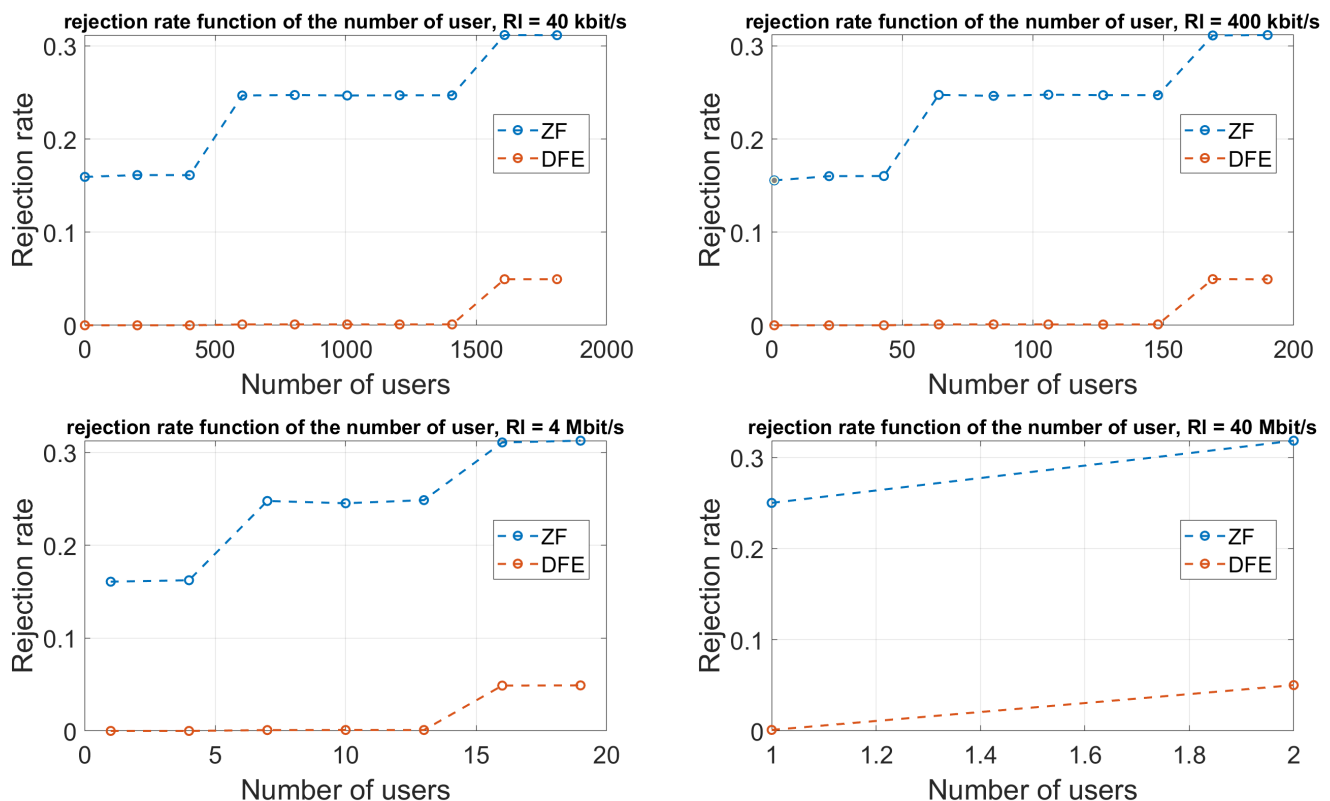 rejection rate function of the number of user, RI = 40 kbit/s
0.3
0.2
0.1
0
Rejection rate
ZF
DFE
0 500 1000 1500 2000
Number of users
rejection rate function of the number of user, RI = 400 kbit/s
0.3
0.2
0.1
0
Rejection rate
ZF
DFE
0 50 100 150 200
Number of users
rejection rate function of the number of user, RI = 4 Mbit/s
0.3
0.2
0.1
0
Rejection rate
ZF
DFE
0 5 10 15 20
Number of users
rejection rate function of the number of user, RI = 40 Mbit/s
0.3
0.2
0.1
0
Rejection rate
ZF
DFE
1 1.2 1.4 1.6 1.8 2
Number of users